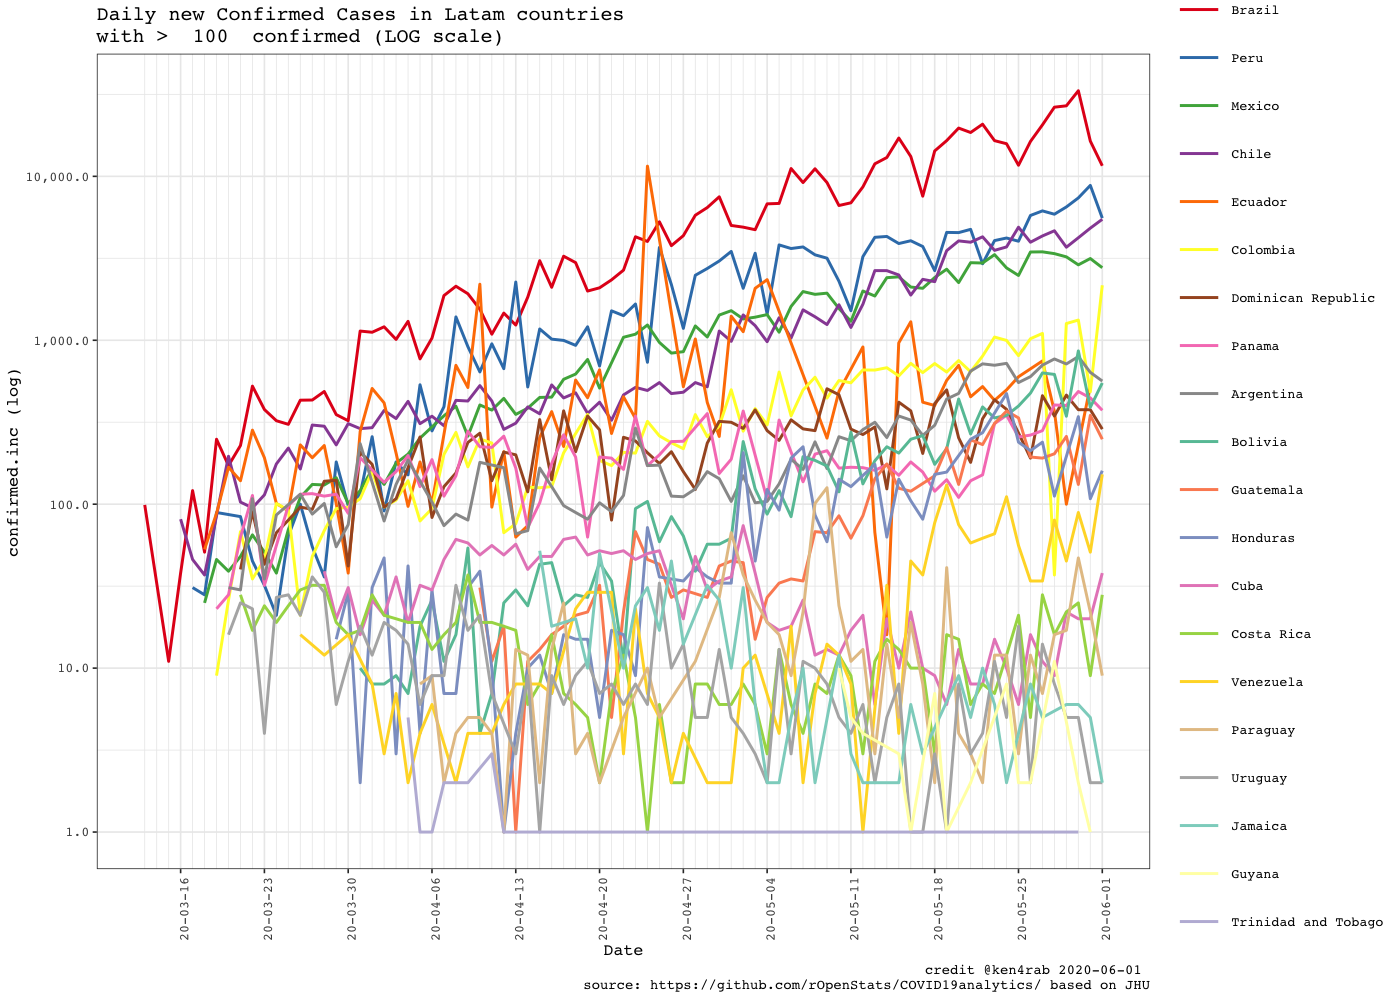 Daily new Confirmed Cases in Latam countries
with >  100  confirmed (LOG scale)
confirmed.inc (log)
10,000.0
1,000.0
100.0
10.0
1.0
20-03-16
20-03-23
20-03-30
20-04-06
20-04-13
20-04-20
20-04-27
20-05-04
20-05-11
20-05-18
20-05-25
20-06-01
Date
Brazil
Peru
Mexico
Chile
Ecuador
Colombia
Dominican Republic
Panama
Argentina
Bolivia
Guatemala
Honduras
Cuba
Costa Rica
Venezuela
Paraguay
Uruguay
Jamaica
Guyana
Trinidad and Tobago
credit @ken4rab 2020-06-01
source: https://github.com/rOpenStats/COVID19analytics/ based on JHU